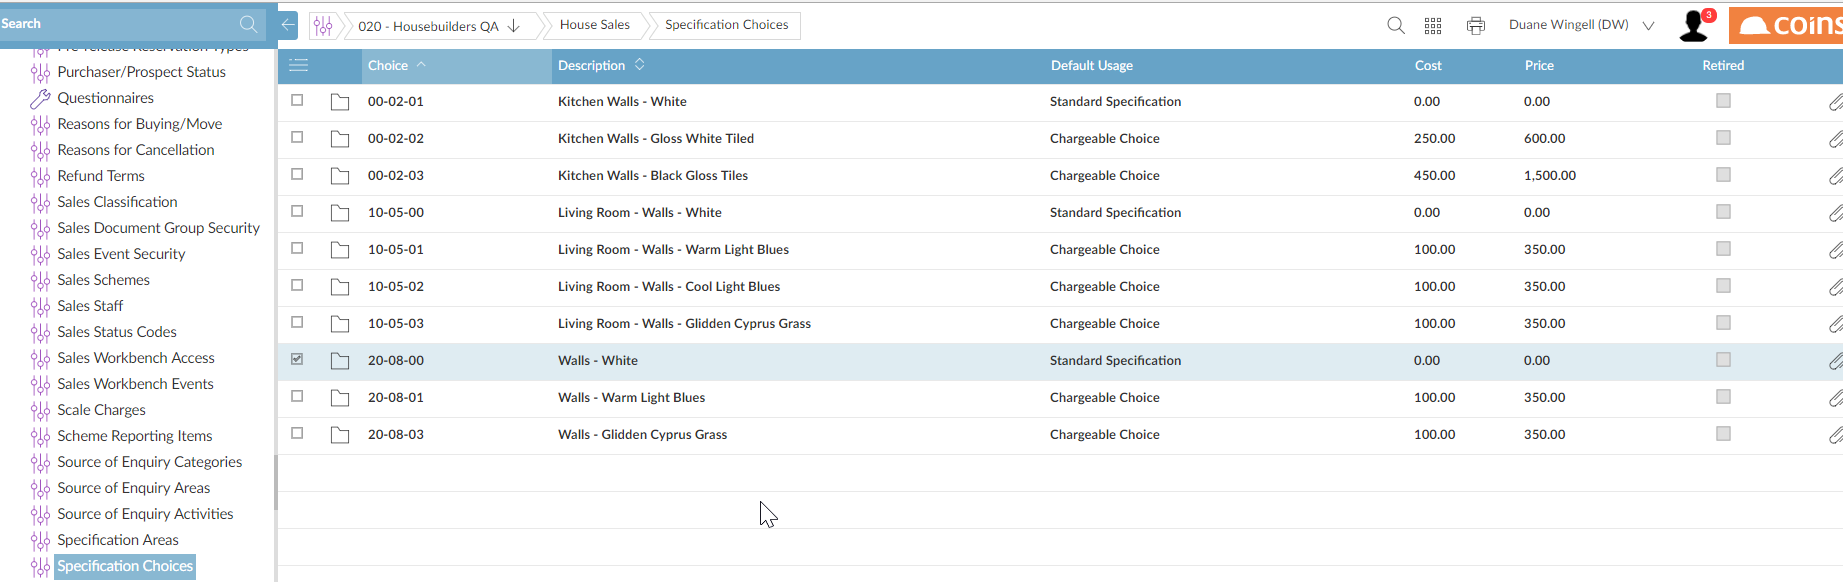 Search
020 - Housebuilders QA
House Sales
Specification Choices
Duane Wingell (DW)
3
coins
Pre-release Reservation Types
Purchaser/Prospect Status
Questionnaires
Reasons for Buying/Move
Reasons for Cancellation
Refund Terms
Sales Classification
Sales Document Group Security
Sales Event Security
Sales Schemes
Sales Staff
Sales Status Codes
Sales Workbench Access
Sales Workbench Events
Scale Charges
Scheme Reporting Items
Source of Enquiry Categories
Source of Enquiry Areas
Source of Enquiry Activities
Specification Areas
Specification Choices
Choice Description Default Usage Cost Price Retired
00-02-01 Kitchen Walls - White Standard Specification 0.00 0.00
00-02-02 Kitchen Walls - Gloss White Tiled Chargeable Choice 250.00 600.00
00-02-03 Kitchen Walls - Black Gloss Tiles Chargeable Choice 450.00 1,500.00
10-05-00 Living Room - Walls - White Standard Specification 0.00 0.00
10-05-01 Living Room - Walls - Warm Light Blues Chargeable Choice 100.00 350.00
10-05-02 Living Room - Walls - Cool Light Blues Chargeable Choice 100.00 350.00
10-05-03 Living Room - Walls - Glidden Cyprus Grass Chargeable Choice 100.00 350.00
20-08-00 Walls - White Standard Specification 0.00 0.00
20-08-01 Walls - Warm Light Blues Chargeable Choice 100.00 350.00
20-08-03 Walls - Glidden Cyprus Grass Chargeable Choice 100.00 350.00